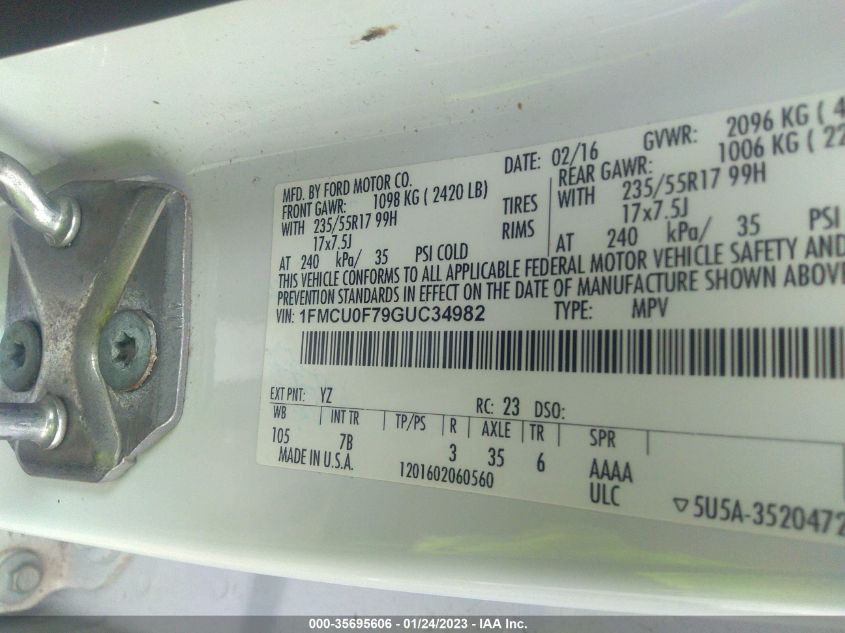 MFD. BY FORD MOTOR CO. DATE: 02/16 GVWR: 2096 KG ( 4
FRONT GAWR: 1098 KG ( 2420 LB) REAR GAWR: 1006 KG ( 22
WITH 235/55R17 99H TIRES WITH 235/55R17 99H
17x7.5J RIMS 17x7.5J
AT 240 kPa/ 35 PSI COLD AT 240 kPa/ 35 PSI
THIS VEHICLE CONFORMS TO ALL APPLICABLE FEDERAL MOTOR VEHICLE SAFETY AND
PREVENTION STANDARDS IN EFFECT ON THE DATE OF MANUFACTURE SHOWN ABOVE
VIN: 1FMCU0F79GUC34982 TYPE: MPV
EXT PNT: YZ RC: 23 DSO:
WB INT TR TP/PS R AXLE TR SPR
105 7B 3 35 6 AAAA
MADE IN U.S.A. 1201602060560 ULC
▽5U5A-3520472
000-35695606 - 01/24/2023 - IAA Inc.